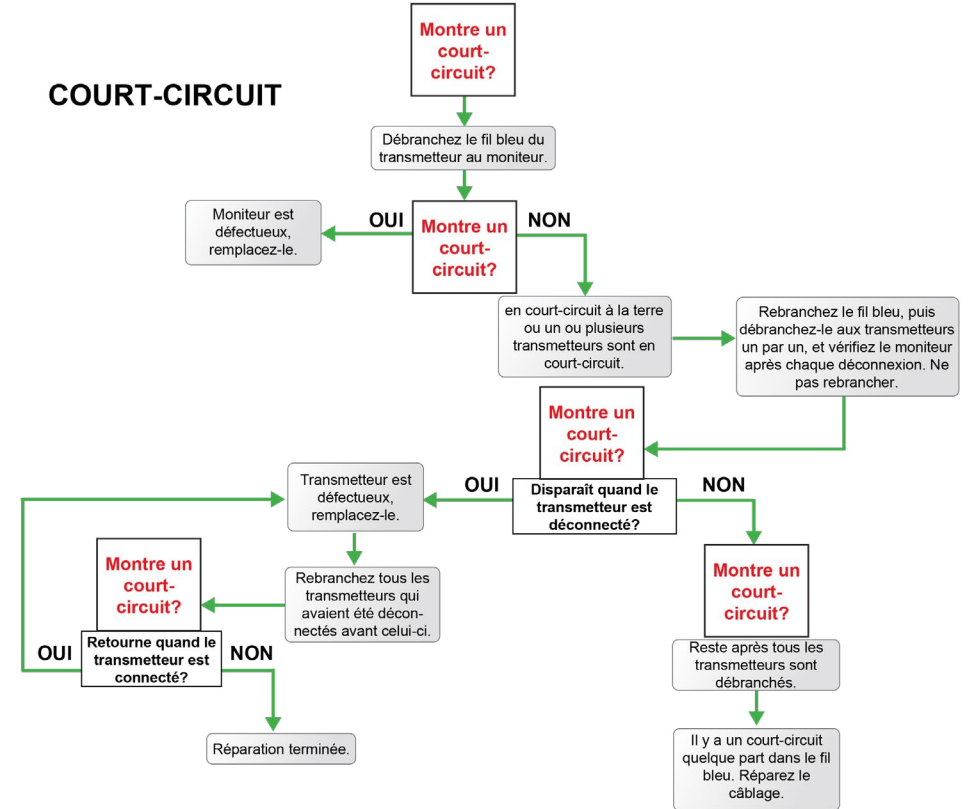 Montre un
court-
circuit?
COURT-CIRCUIT
Débranchez le fil bleu du
transmetteur au moniteur.
Moniteur est
défectueux,
remplacez-le.
OUI
Montre un
court-
circuit?
NON
en court-circuit à la terre
ou un ou plusieurs
transmetteurs sont en
court-circuit.
Rebranchez le fil bleu, puis
débranchez-le aux transmetteurs
un par un, et vérifiez le moniteur
après chaque déconnexion. Ne
pas rebrancher.
Montre un
court-
circuit?
Disparaît quand le
transmetteur est
déconnecté?
OUI
NON
Transmetteur est
défectueux,
remplacez-le.
Rebranchez tous les
transmetteurs qui
avaient été décon-
nectés avant celui-ci.
Montre un
court-
circuit?
Retourne quand le
transmetteur est
connecté?
OUI
NON
Réparation terminée.
Montre un
court-
circuit?
Reste après tous les
transmetteurs sont
débranchés.
Il y a un court-circuit
quelque part dans le fil
bleu. Réparez le
câblage.